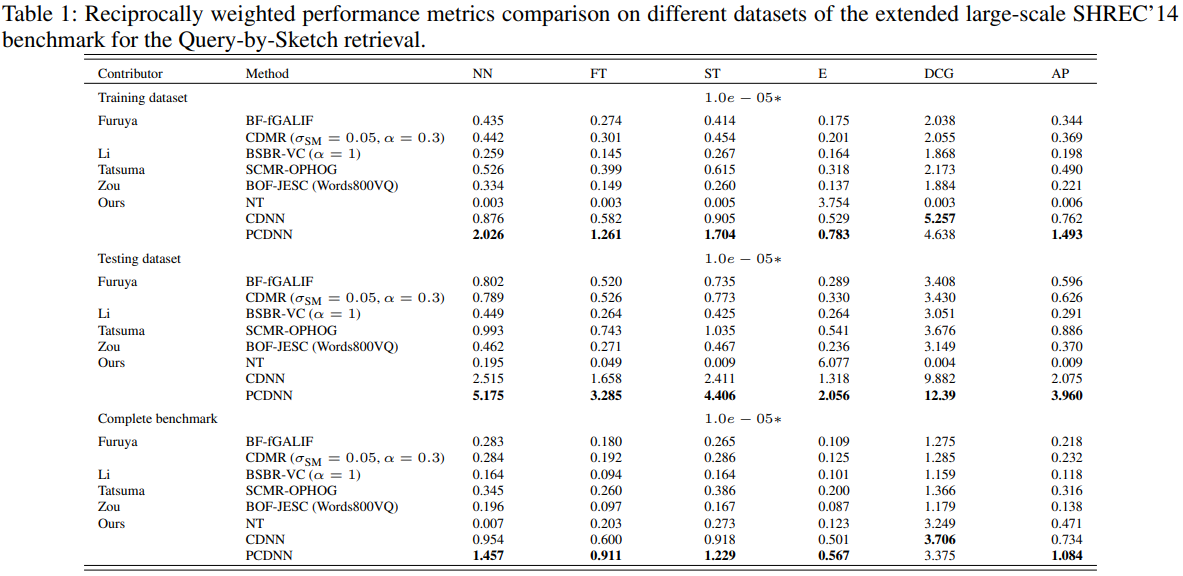 Table 1: Reciprocally weighted performance metrics comparison on different datasets of the extended large-scale SHREC'14
benchmark for the Query-by-Sketch retrieval.
Contributor Method NN FT ST E DCG AP
Training dataset 1.0e − 05∗
Furuya BF-fGALIF 0.435 0.274 0.414 0.175 2.038 0.344
CDMR (σSM = 0.05, α = 0.3) 0.442 0.301 0.454 0.201 2.055 0.369
Li BSBR-VC (α = 1) 0.259 0.145 0.267 0.164 1.868 0.198
Tatsuma SCMR-OPHOG 0.526 0.399 0.615 0.318 2.173 0.490
Zou BOF-JESC (Words800VQ) 0.334 0.149 0.260 0.137 1.884 0.221
Ours NT 0.003 0.003 0.005 3.754 0.003 0.006
CDNN 0.876 0.582 0.905 0.529 5.257 0.762
PCDNN 2.026 1.261 1.704 0.783 4.638 1.493
Testing dataset 1.0e − 05∗
Furuya BF-fGALIF 0.802 0.520 0.735 0.289 3.408 0.596
CDMR (σSM = 0.05, α = 0.3) 0.789 0.526 0.773 0.330 3.430 0.626
Li BSBR-VC (α = 1) 0.449 0.264 0.425 0.264 3.051 0.291
Tatsuma SCMR-OPHOG 0.993 0.743 1.035 0.541 3.676 0.886
Zou BOF-JESC (Words800VQ) 0.462 0.271 0.467 0.236 3.149 0.370
Ours NT 0.195 0.049 0.009 6.077 0.004 0.009
CDNN 2.515 1.658 2.411 1.318 9.882 2.075
PCDNN 5.175 3.285 4.406 2.056 12.39 3.960
Complete benchmark 1.0e − 05∗
Furuya BF-fGALIF 0.283 0.180 0.265 0.109 1.275 0.218
CDMR (σSM = 0.05, α = 0.3) 0.284 0.192 0.286 0.125 1.285 0.232
Li BSBR-VC (α = 1) 0.164 0.094 0.164 0.101 1.159 0.118
Tatsuma SCMR-OPHOG 0.345 0.260 0.386 0.200 1.366 0.316
Zou BOF-JESC (Words800VQ) 0.196 0.097 0.167 0.087 1.179 0.138
Ours NT 0.007 0.203 0.273 0.123 3.249 0.471
CDNN 0.954 0.600 0.918 0.501 3.706 0.734
PCDNN 1.457 0.911 1.229 0.567 3.375 1.084